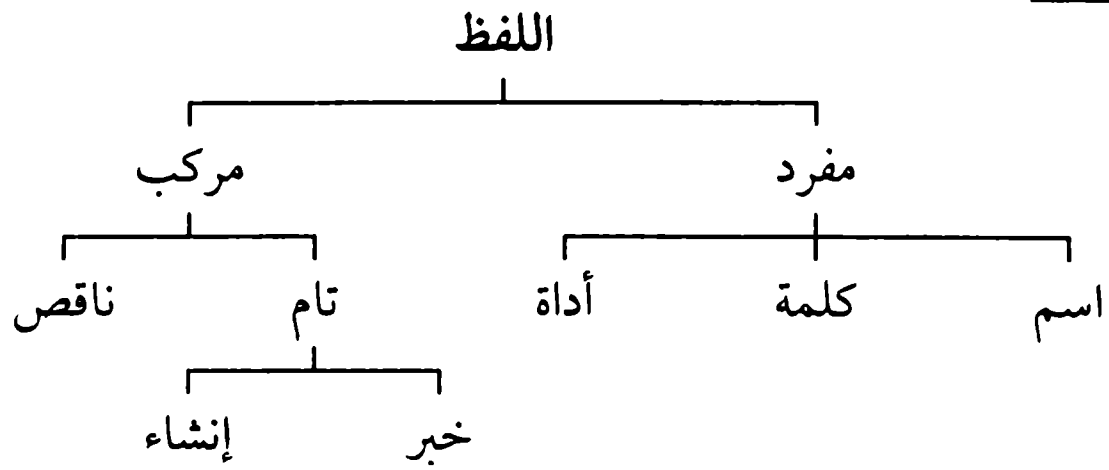 اللفظ
مفرد مركب
اسم كلمة أداة تام ناقص
خبر إنشاء